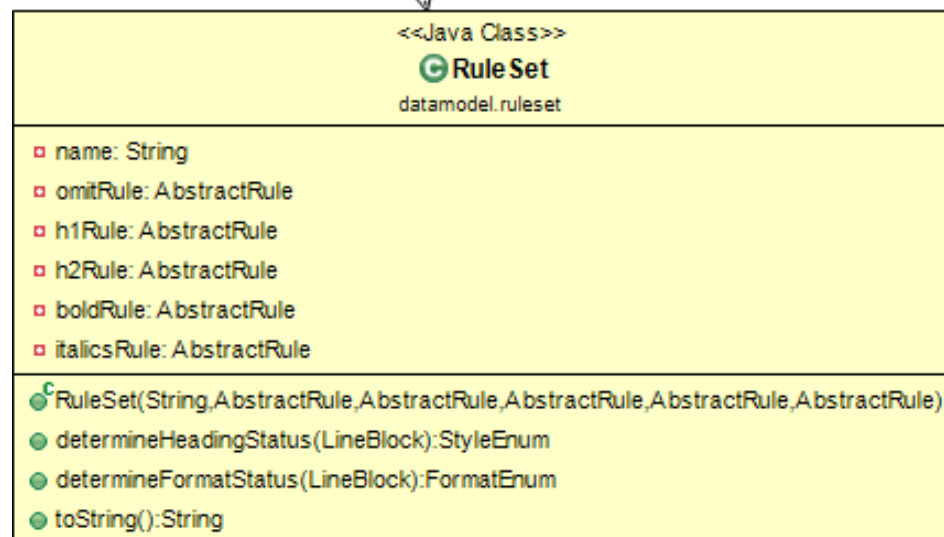 <<Java Class>>
RuleSet
datamodel.ruleset
name: String
omitRule: AbstractRule
h1Rule: AbstractRule
h2Rule: AbstractRule
boldRule: AbstractRule
italicsRule: AbstractRule
RuleSet(String,AbstractRule,AbstractRule,AbstractRule,AbstractRule,AbstractRule)
determineHeadingStatus(LineBlock):StyleEnum
determineFormatStatus(LineBlock):FormatEnum
toString():String